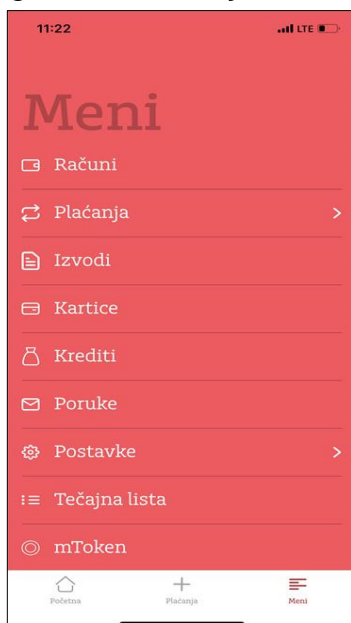 11:22
LTE
Meni
Računi
Plaćanja
Izvodi
Kartice
Krediti
Poruke
Postavke
Tečajna lista
mToken
Početna
Plaćanja
Meni